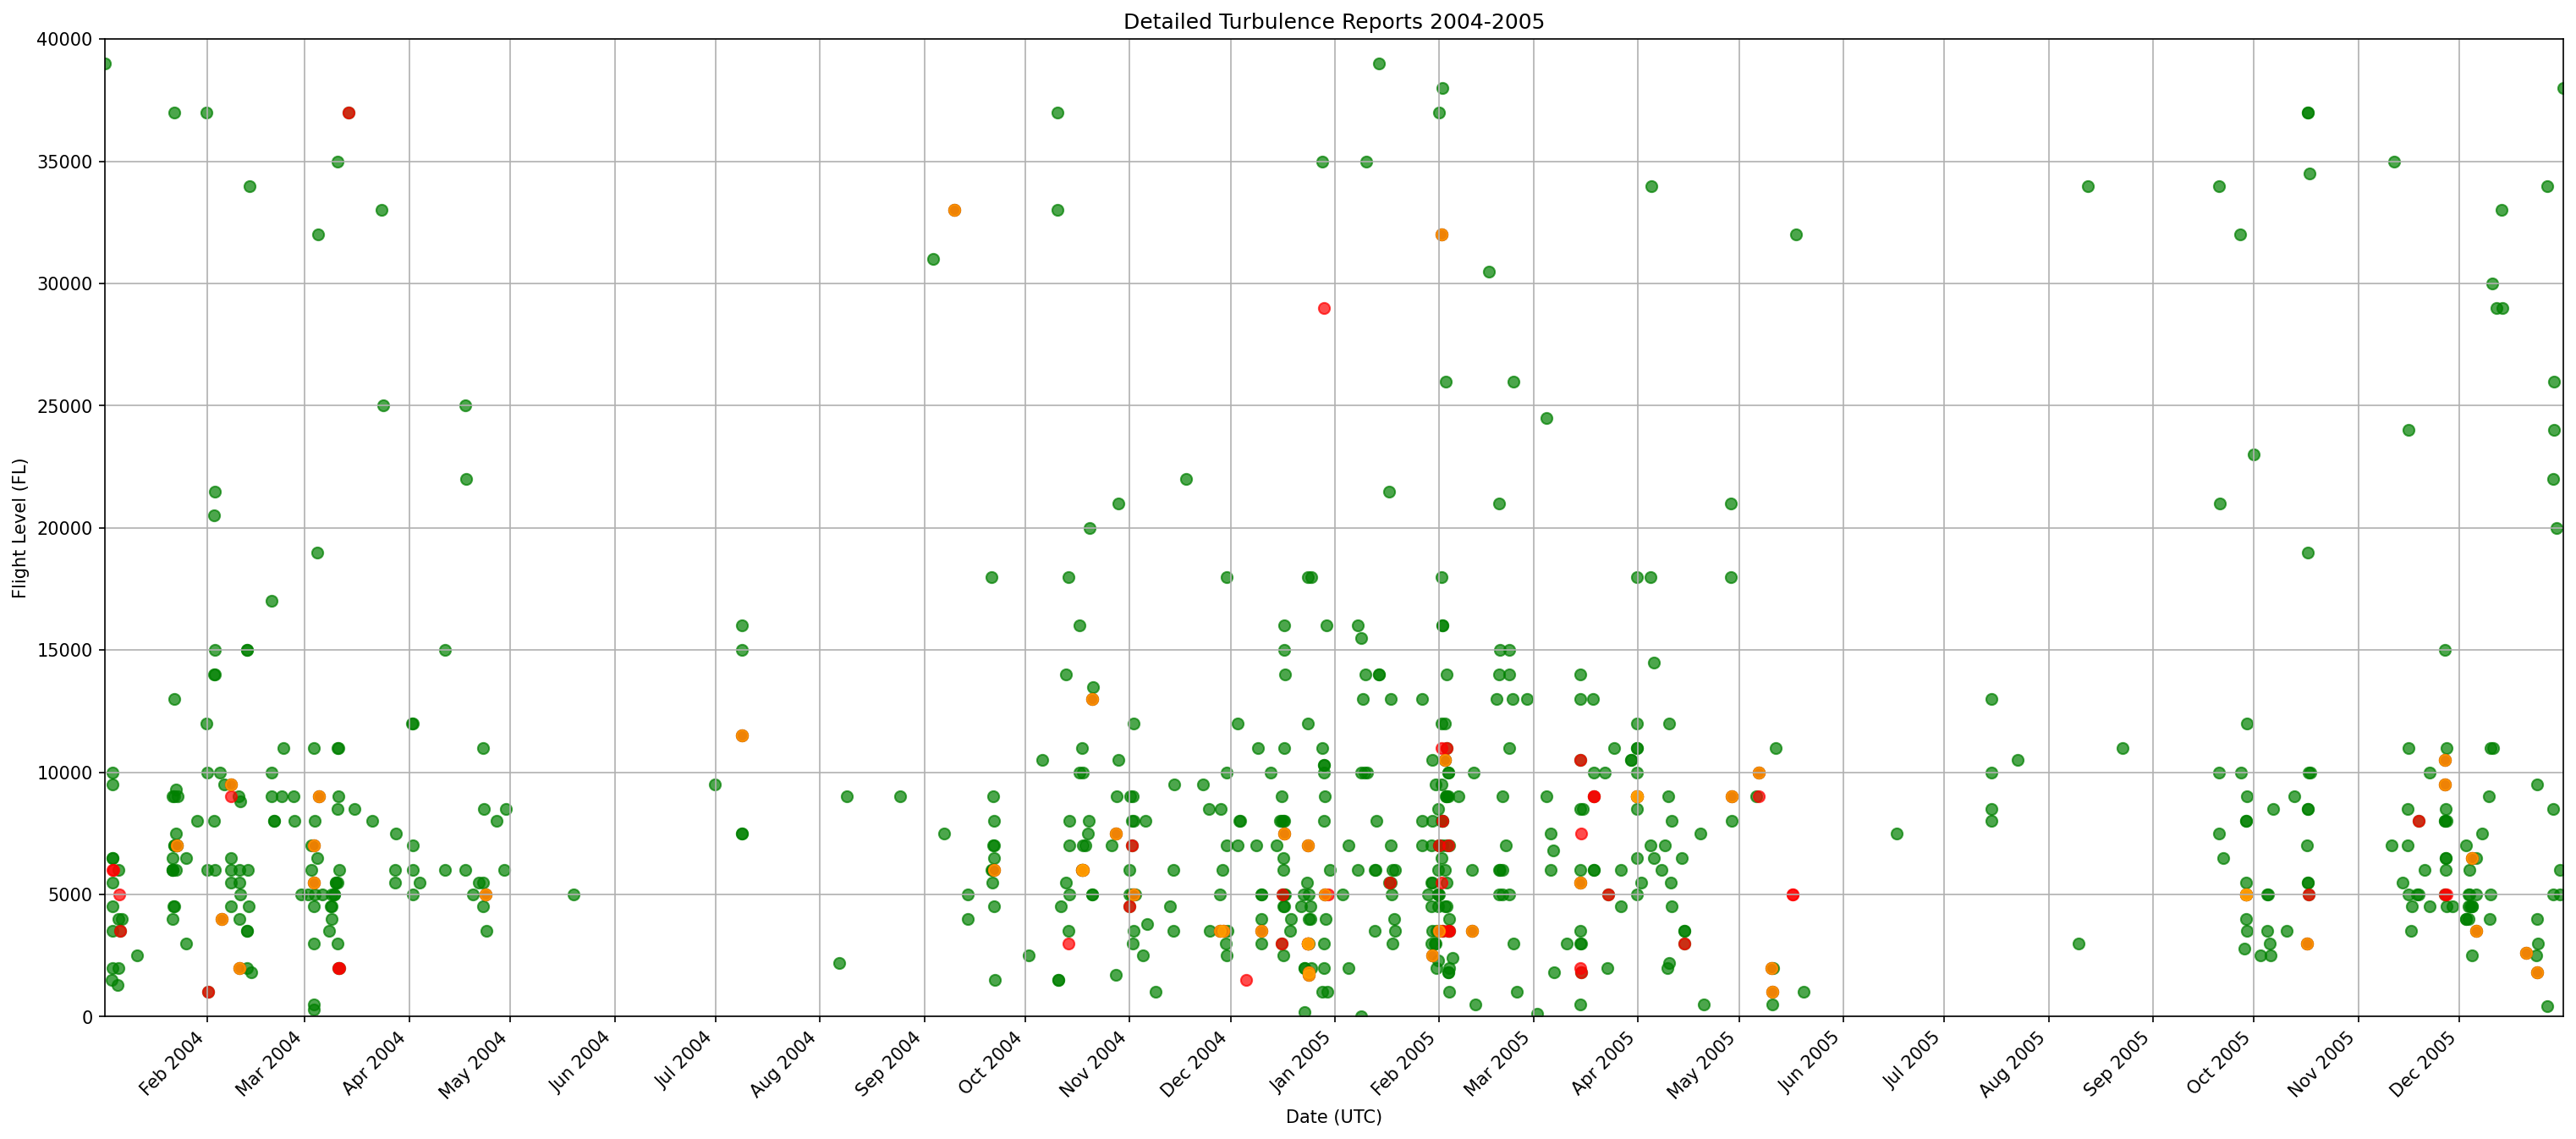 Detailed Turbulence Reports 2004-2005
40000
35000
30000
25000
20000
15000
10000
5000
0
Flight Level (FL)
Feb 2004
Mar 2004
Apr 2004
May 2004
Jun 2004
Jul 2004
Aug 2004
Sep 2004
Oct 2004
Nov 2004
Dec 2004
Jan 2005
Feb 2005
Mar 2005
Apr 2005
May 2005
Jun 2005
Jul 2005
Aug 2005
Sep 2005
Oct 2005
Nov 2005
Dec 2005
Date (UTC)